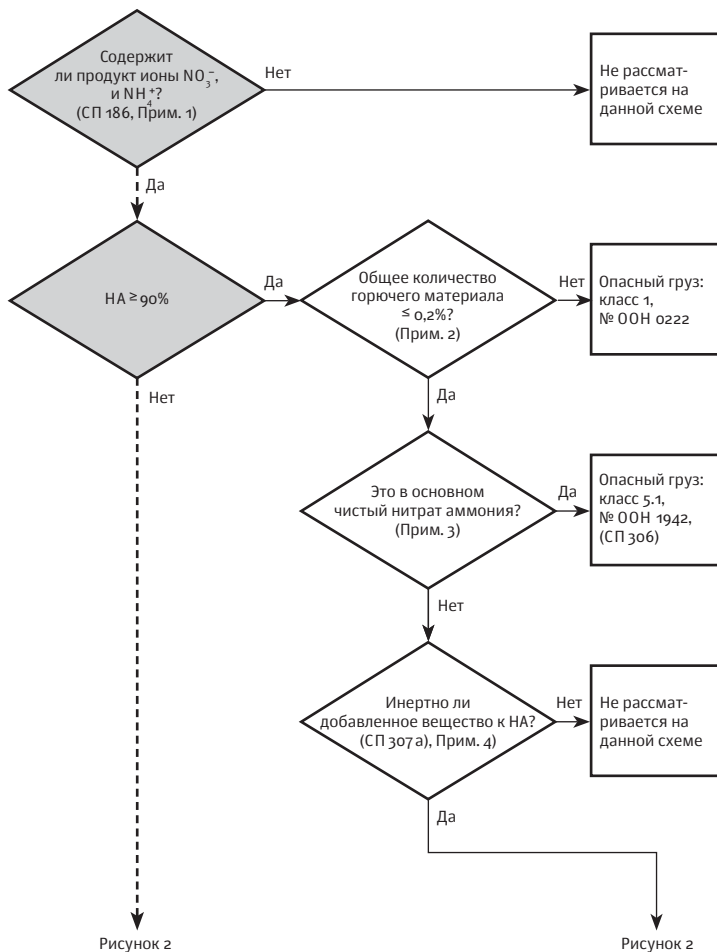 Содержит
ли продукт ионы NO₃⁻,
и NH₄⁺?
(СП 186, Прим. 1)
Нет
Не рассмат-
ривается на
данной схеме
Да
НА ≥ 90%
Да
Общее количество
горючего материала
≤ 0,2%?
(Прим. 2)
Нет
Опасный груз:
класс 1,
№ ООН 0222
Нет
Да
Это в основном
чистый нитрат аммония?
(Прим. 3)
Да
Опасный груз:
класс 5.1,
№ ООН 1942,
(СП 306)
Нет
Инертно ли
добавленное вещество к НА?
(СП 307 а), Прим. 4)
Нет
Не рассмат-
ривается на
данной схеме
Да
Рисунок 2
Рисунок 2